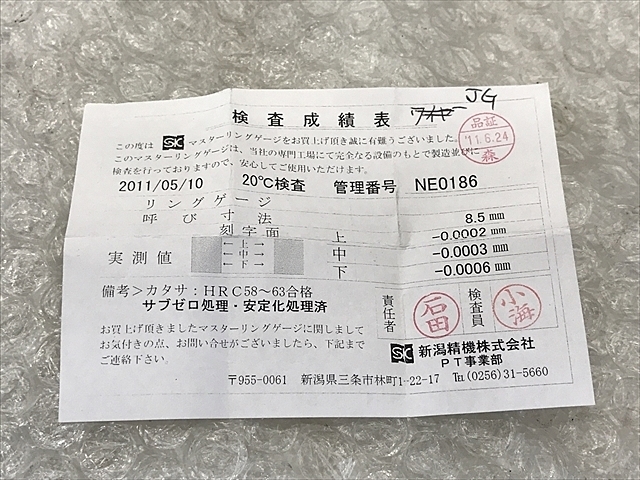 JG
検査成績表 ワイヤー
品証
'11.6.24
森
この度は SK マスターリングゲージをお買上げ頂き誠に有難うございました。
このマスターリングゲージは、当社の専門工場にて完全なる設備のもとで製造並びに
検査を行っておりますので、安心してご使用いただけます。
2011/05/10 20℃検査 管理番号 NE0186
リングゲージ
呼び寸法 8.5 mm
刻字面 上 -0.0002 mm
実測値 ←上→ ←中→ ←下→ 中 -0.0003 mm
下 -0.0006 mm
備考＞カタサ：HRC58～63合格
サブゼロ処理・安定化処理済
責任者 石田 検査員 小海
お買上げ頂きましたマスターリングゲージに関しまして
お気付きの点、お問い合せがございましたら、下記まで
ご連絡下さい
SK 新潟精機株式会社
PT事業部
〒955-0061 新潟県三条市林町1-22-17 TEL(0256)31-5660